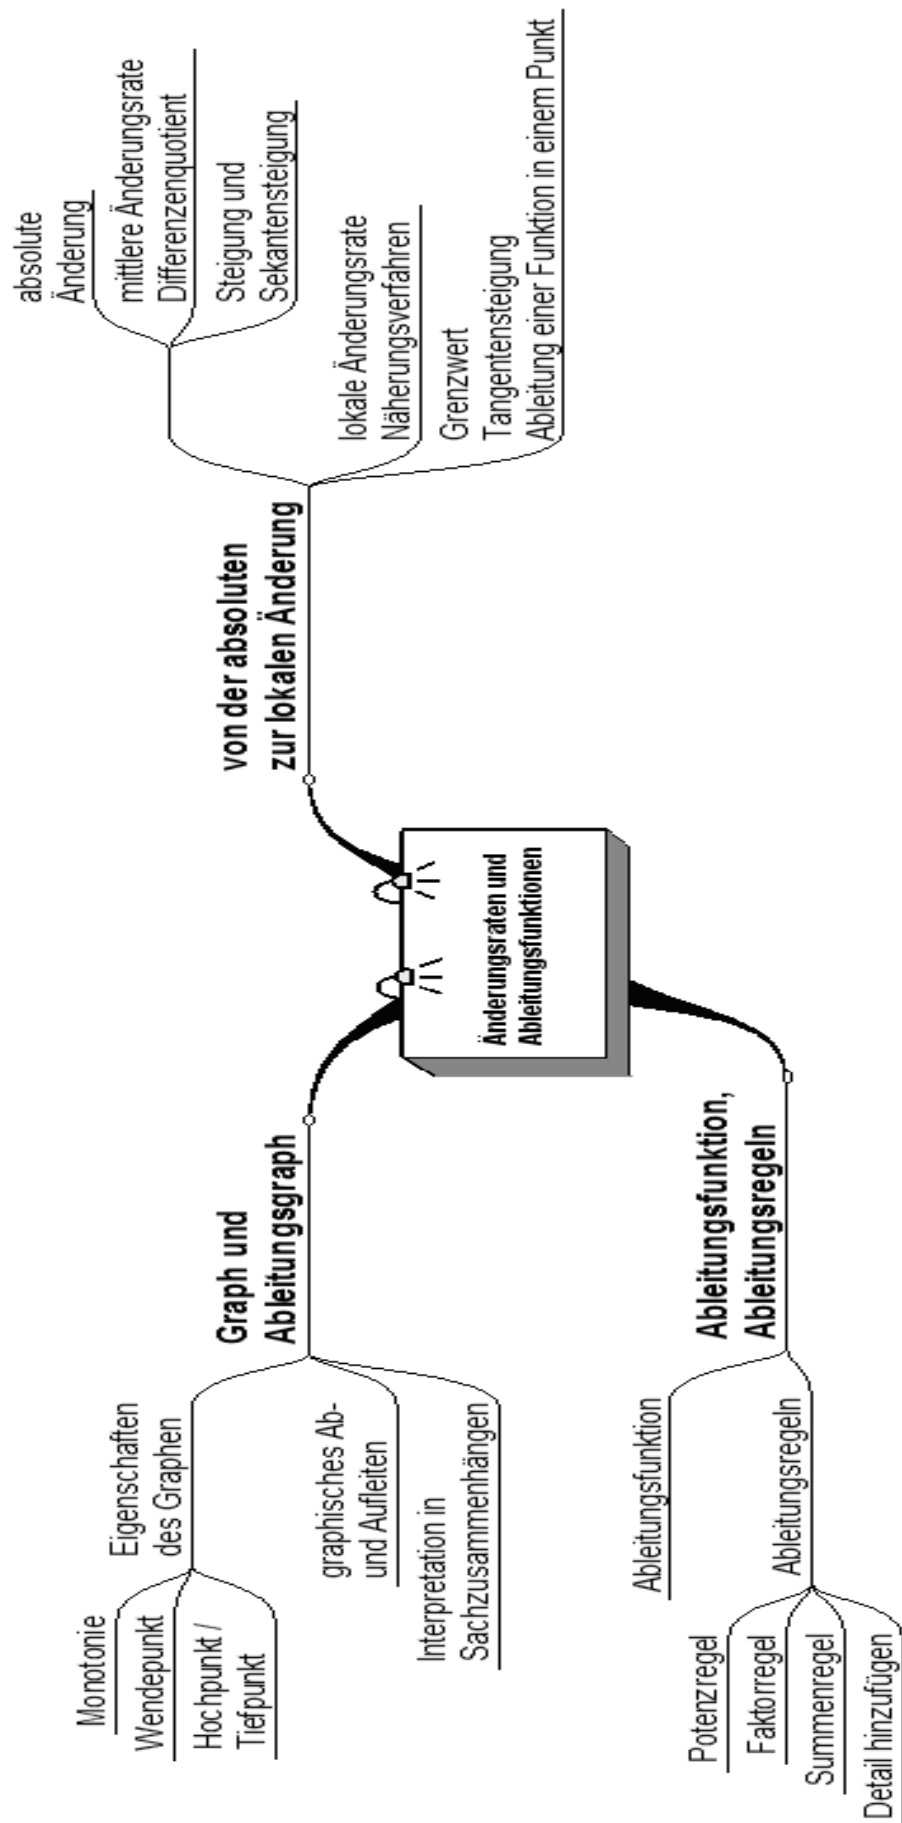 Änderungsraten und
Ableitungsfunktionen
von der absoluten
zur lokalen Änderung
absolute
Änderung
mittlere Änderungsrate
Differenzenquotient
Steigung und
Sekantensteigung
lokale Änderungsrate
Näherungsverfahren
Grenzwert
Tangentensteigung
Ableitung einer Funktion in einem Punkt
Graph und
Ableitungsgraph
Eigenschaften
des Graphen
Monotonie
Wendepunkt
Hochpunkt /
Tiefpunkt
graphisches Ab-
und Aufleiten
Interpretation in
Sachzusammenhängen
Ableitungsfunktion,
Ableitungsregeln
Ableitungsfunktion
Ableitungsregeln
Potenzregel
Faktorregel
Summenregel
Detail hinzufügen